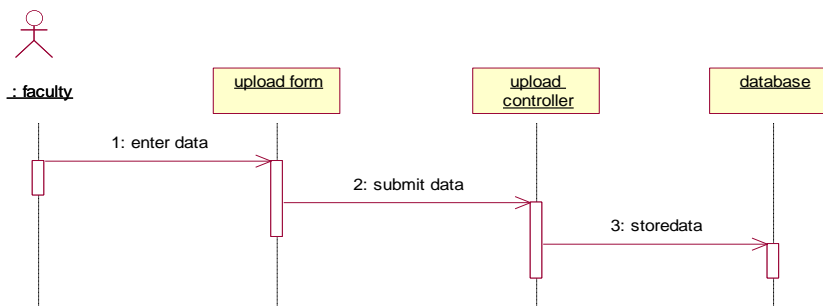 : faculty
upload form
upload
controller
database
1: enter data
2: submit data
3: storedata